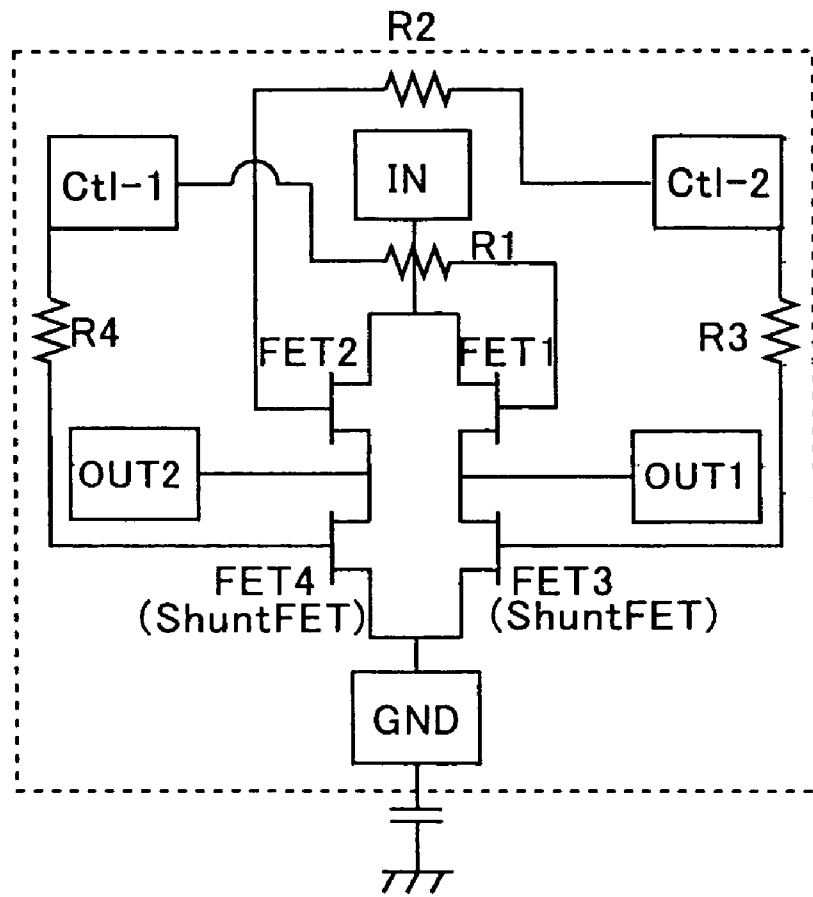 R2
Ctl-1
IN
Ctl-2
R1
R4
R3
FET2
FET1
OUT2
OUT1
FET4
(ShuntFET)
FET3
(ShuntFET)
GND